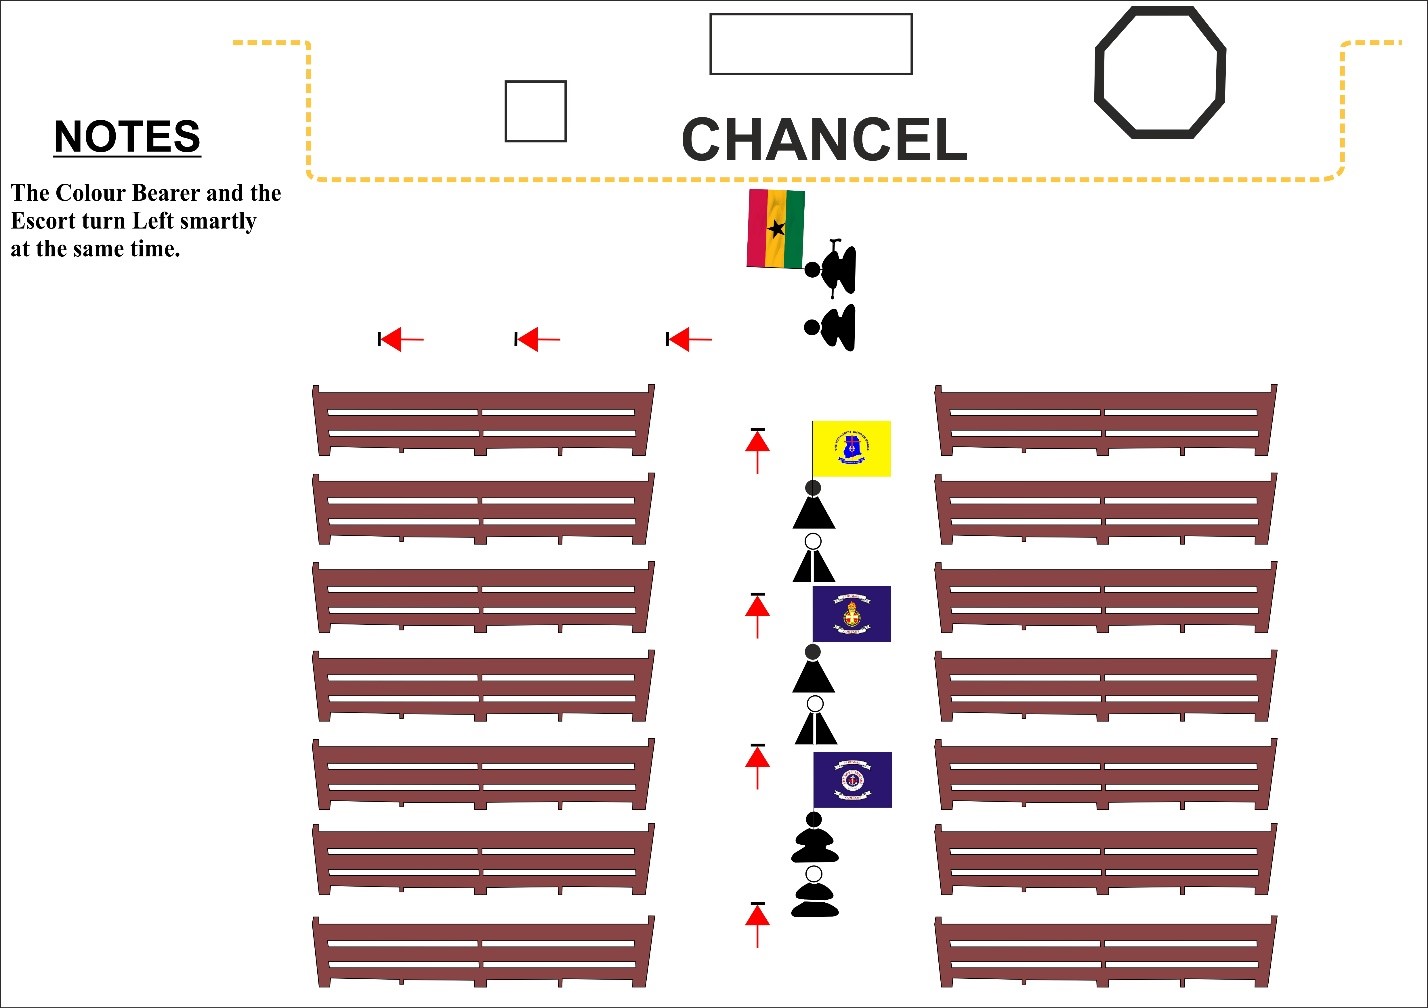 CHANCEL
NOTES
The Colour Bearer and the
Escort turn Left smartly
at the same time.